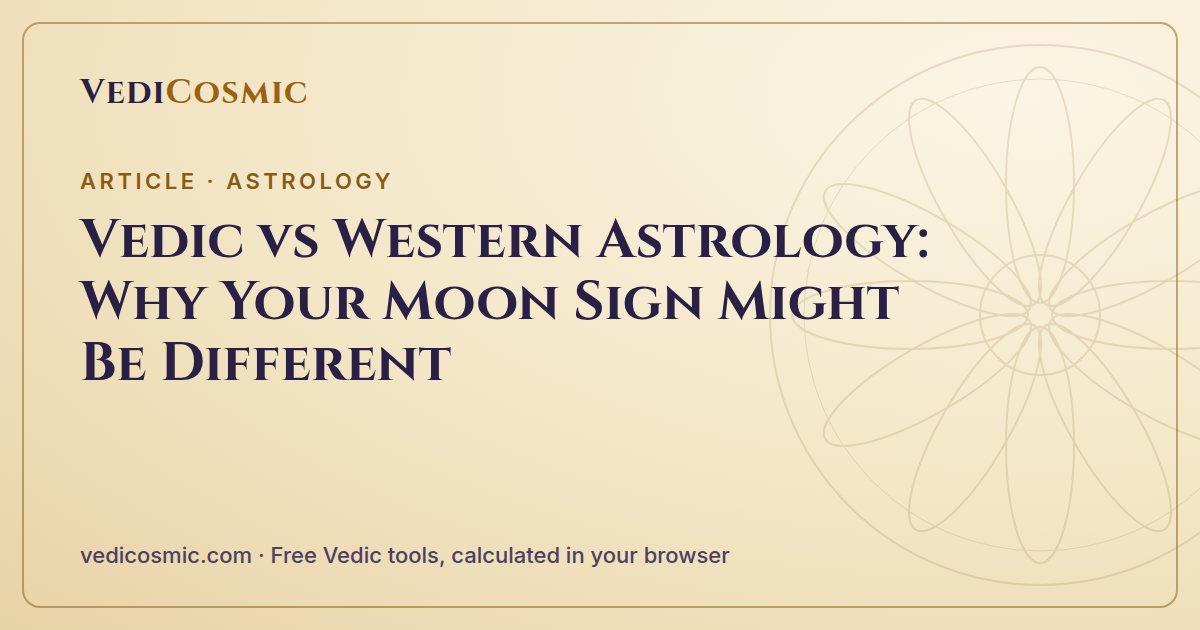 VediCosmic
ARTICLE · ASTROLOGY
Vedic vs Western Astrology:
Why Your Moon Sign Might
Be Different
vedicosmic.com · Free Vedic tools, calculated in your browser